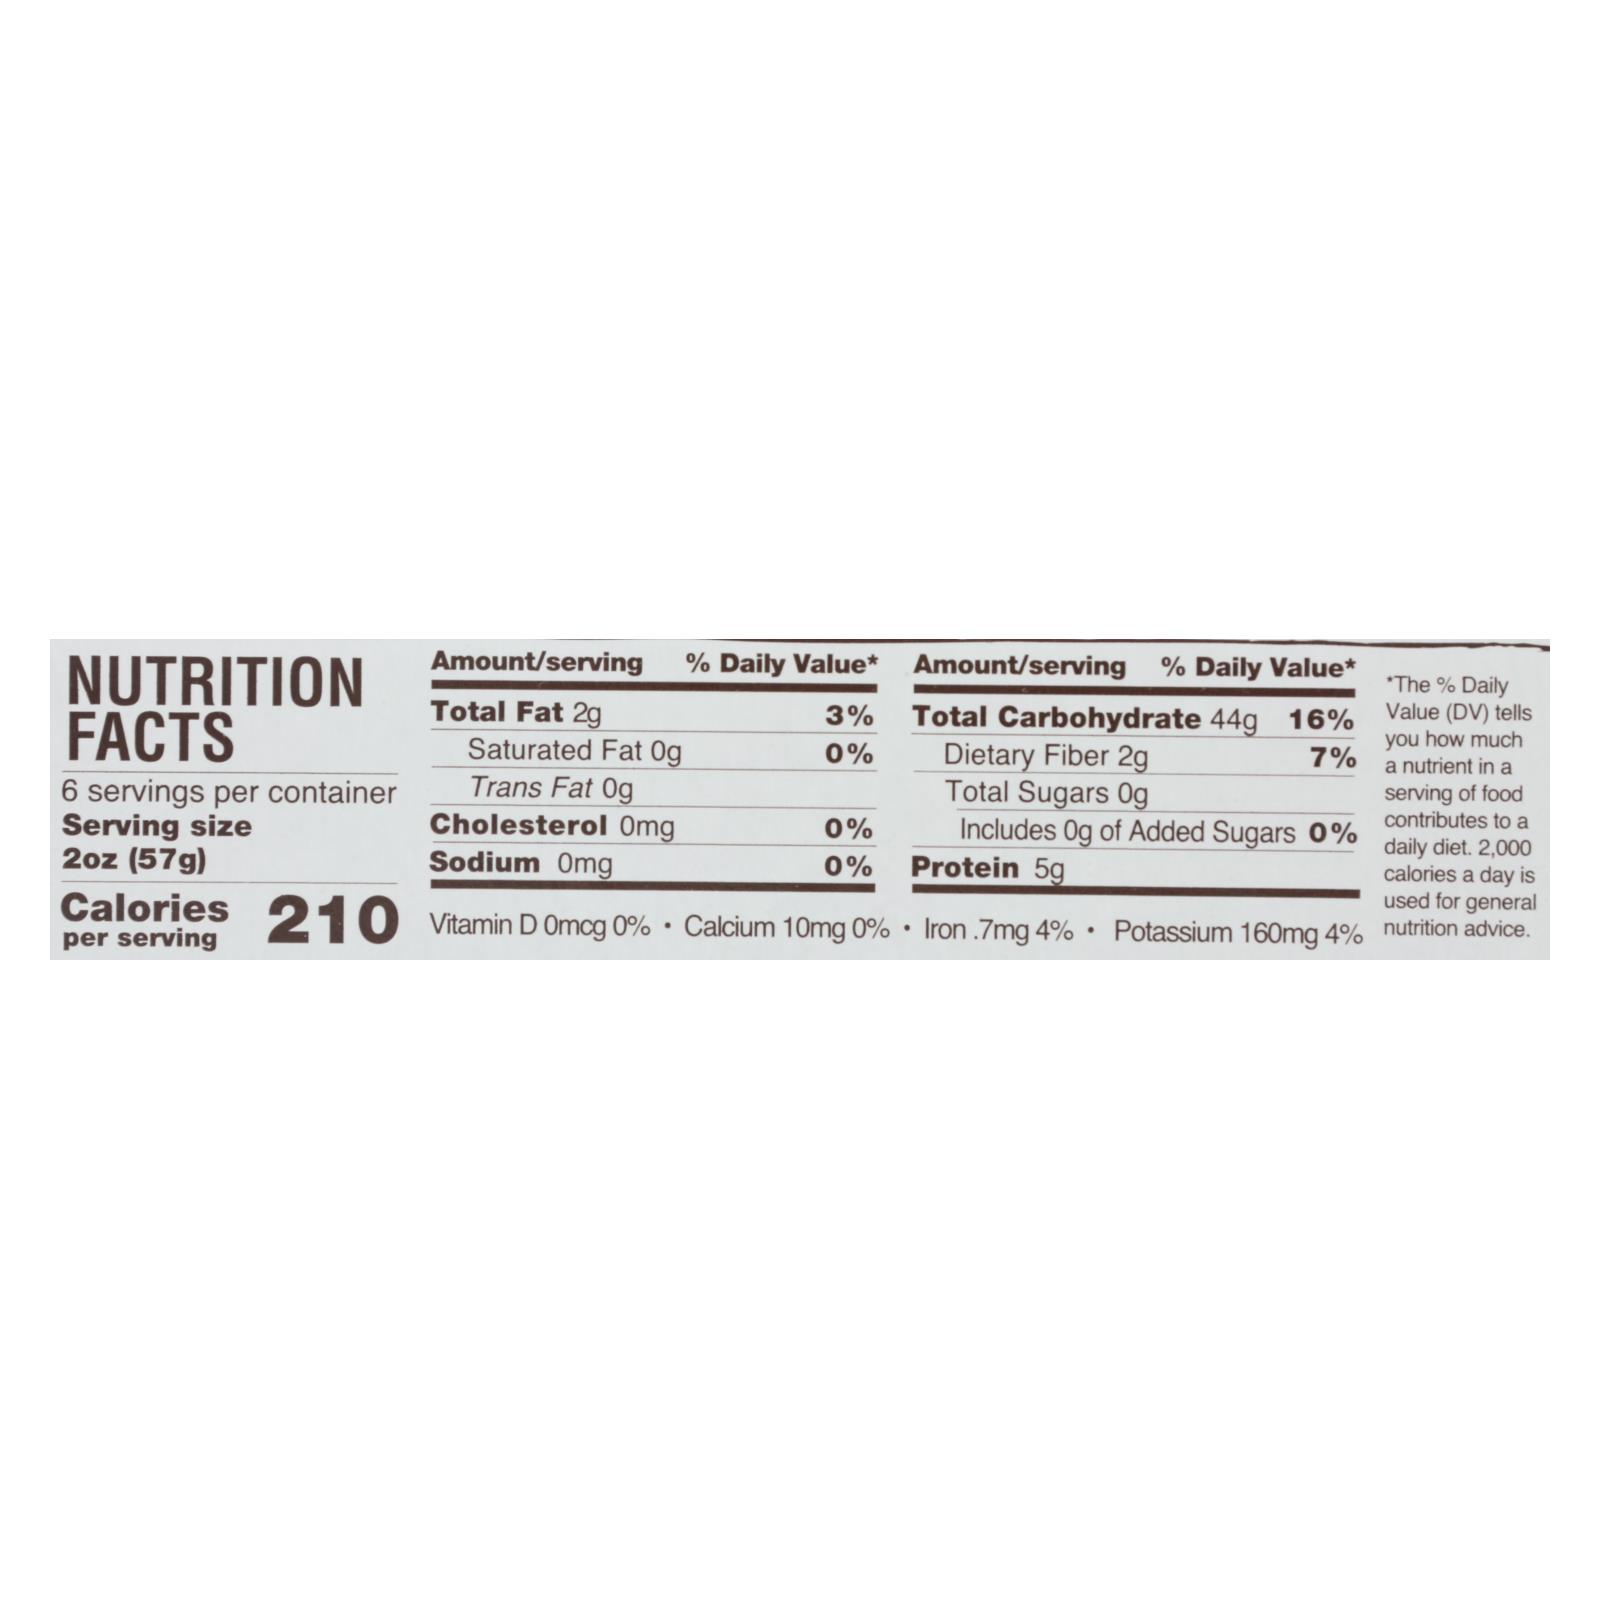 NUTRITION
FACTS
6 servings per container
Serving size
2oz (57g)
Calories 210
per serving
Amount/serving % Daily Value*
Total Fat 2g 3%
Saturated Fat 0g 0%
Trans Fat 0g
Cholesterol 0mg 0%
Sodium 0mg 0%
Amount/serving % Daily Value*
Total Carbohydrate 44g 16%
Dietary Fiber 2g 7%
Total Sugars 0g
Includes 0g of Added Sugars 0%
Protein 5g
Vitamin D 0mcg 0% • Calcium 10mg 0% • Iron .7mg 4% • Potassium 160mg 4%
*The % Daily
Value (DV) tells
you how much
a nutrient in a
serving of food
contributes to a
daily diet. 2,000
calories a day is
used for general
nutrition advice.